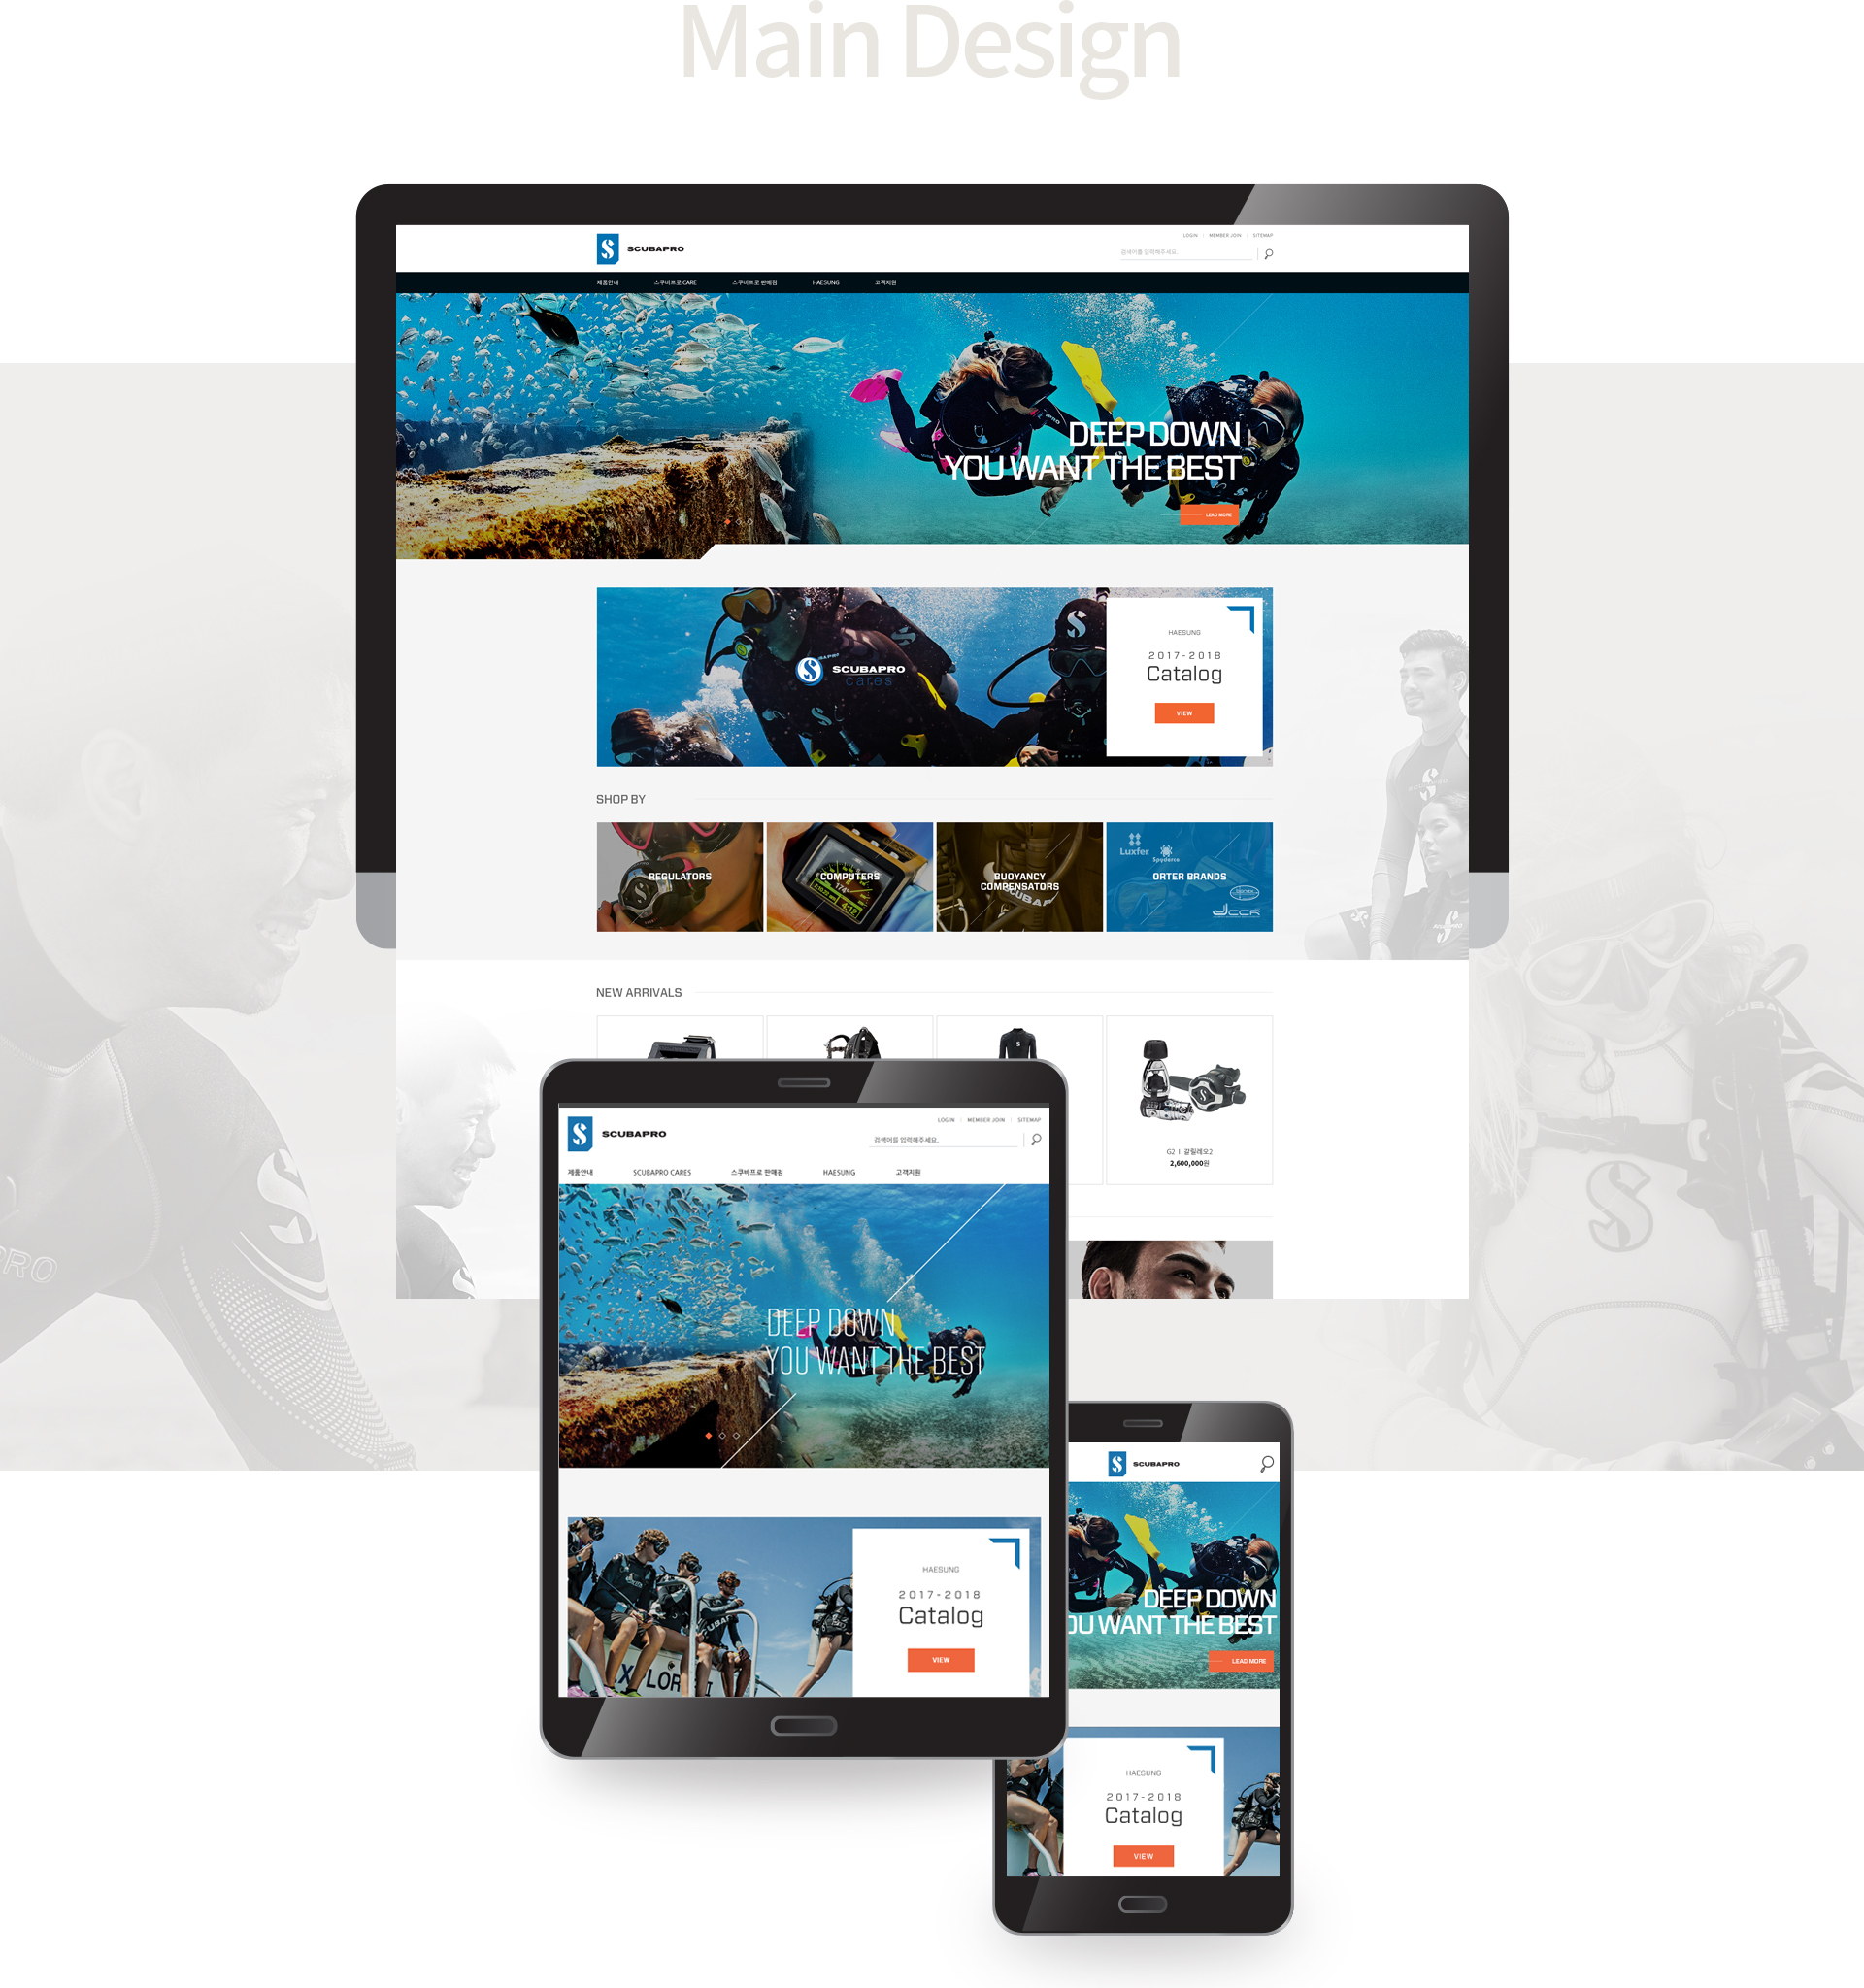 Main Design
SCUBAPRO
LOGIN
MEMBER JOIN
SITEMAP
검색어를 입력해주세요.
제품안내
스쿠버프로 CARE
스쿠버프로 판매점
HAESUNG
고객지원
DEEP DOWN
YOU WANT THE BEST
LEAD MORE
SCUBAPRO
cares
HAESUNG
2017-2018
Catalog
VIEW
SHOP BY
REGULATORS
COMPUTERS
BUOYANCY
COMPENSATORS
ORTER BRANDS
Luxfer
Spyderco
JJCCR
NEW ARRIVALS
G2 I 갈릴레오2
2,600,000원
SCUBAPRO
LOGIN
MEMBER JOIN
SITEMAP
검색어를 입력해주세요.
제품안내
SCUBAPRO CARES
스쿠버프로 판매점
HAESUNG
고객지원
DEEP DOWN
YOU WANT THE BEST
HAESUNG
2017-2018
Catalog
VIEW
SCUBAPRO
DEEP DOWN
OU WANT THE BEST
LEAD MORE
HAESUNG
2017-2018
Catalog
VIEW